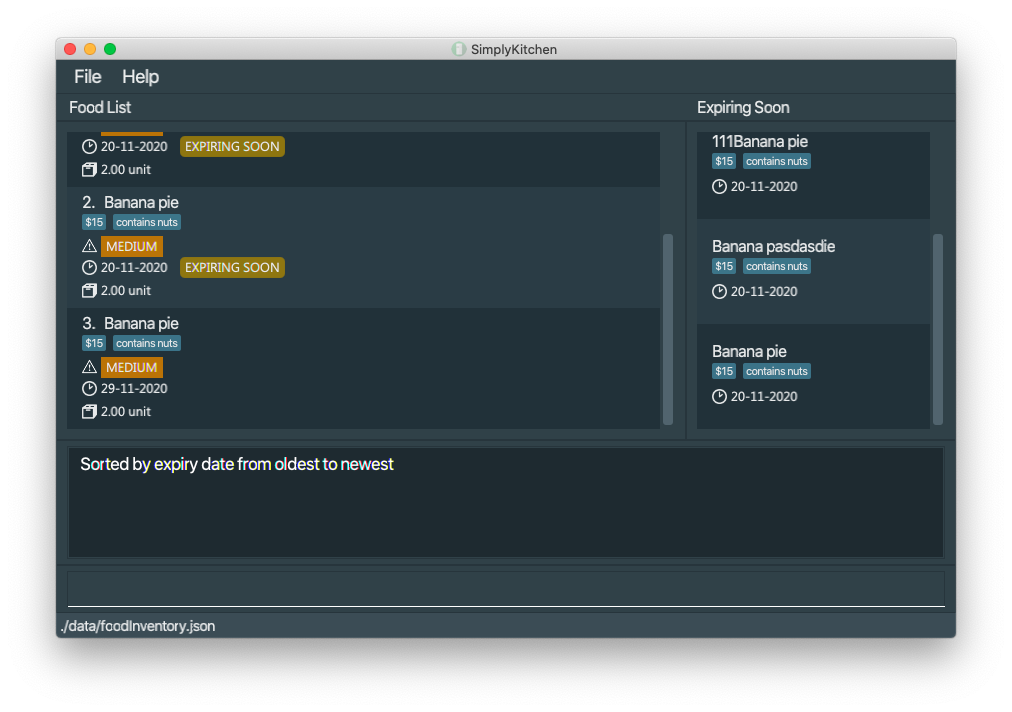 SimplyKitchen
File Help
Food List
20-11-2020 EXPIRING SOON
2.00 unit
2. Banana pie
$15 contains nuts
MEDIUM
20-11-2020 EXPIRING SOON
2.00 unit
3. Banana pie
$15 contains nuts
MEDIUM
29-11-2020
2.00 unit
Expiring Soon
111Banana pie
$15 contains nuts
20-11-2020
Banana pasdasdie
$15 contains nuts
20-11-2020
Banana pie
$15 contains nuts
20-11-2020
Sorted by expiry date from oldest to newest
./data/foodInventory.json